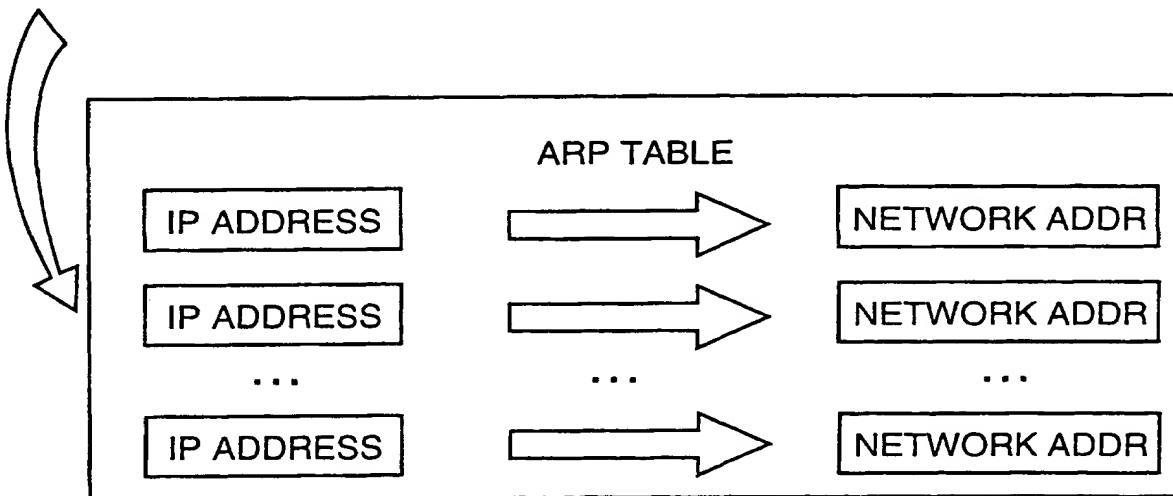 ARP TABLE
IP ADDRESS NETWORK ADDR
IP ADDRESS NETWORK ADDR
... ... ...
IP ADDRESS NETWORK ADDR